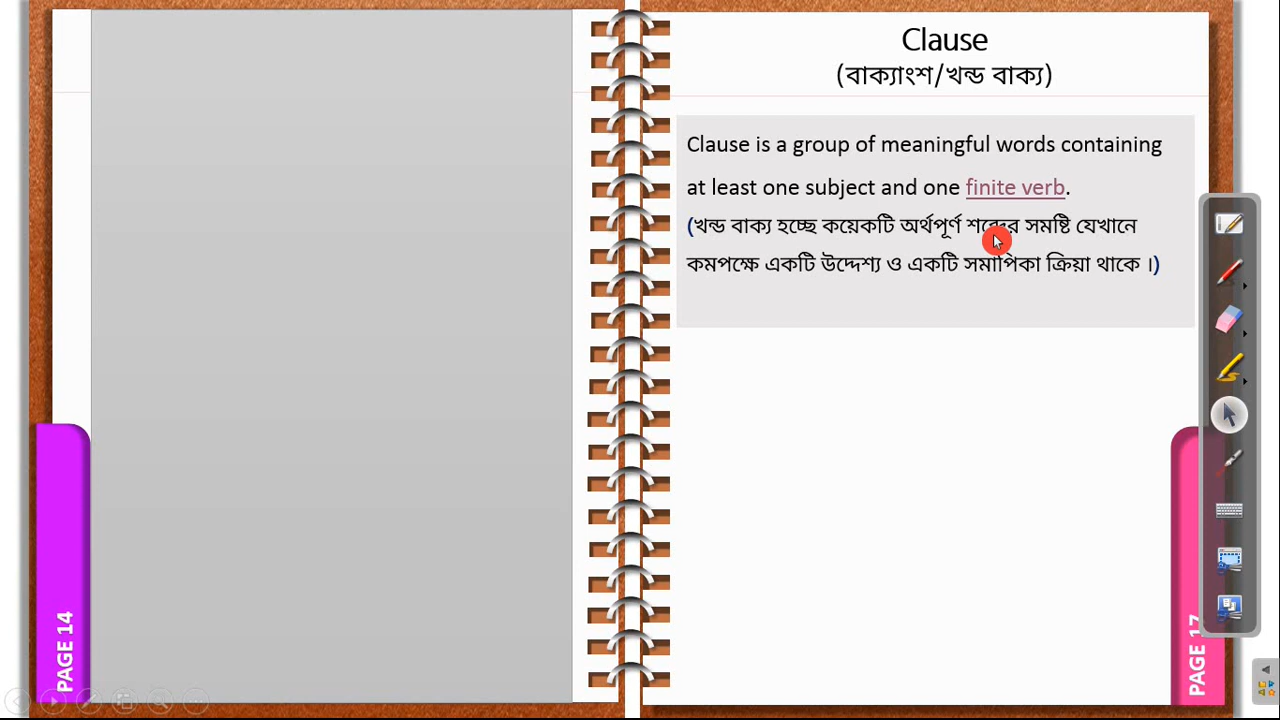 Clause
(বাক্যাংশ/খন্ড বাক্য)
Clause is a group of meaningful words containing
at least one subject and one finite verb.
(খন্ড বাক্য হচ্ছে কয়েকটি অর্থপূর্ণ শব্দের সমষ্টি যেখানে
কমপক্ষে একটি উদ্দেশ্য ও একটি সমাপিকা ক্রিয়া থাকে ।)
PAGE 14
PAGE 17